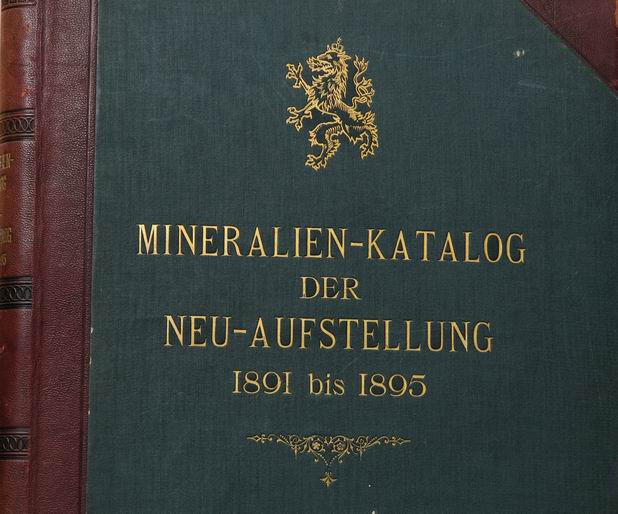 MINERALIEN-KATALOG
DER
NEU-AUFSTELLUNG
1891 bis 1895